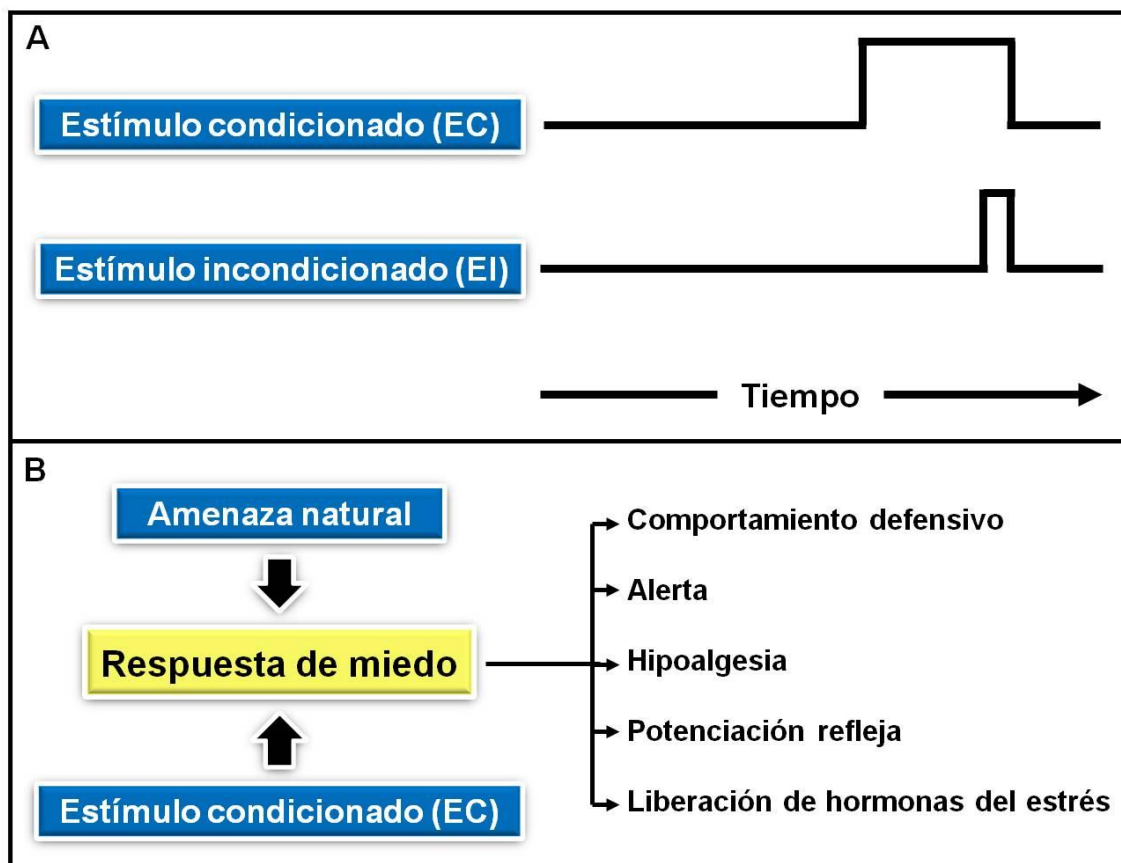 A
Estímulo condicionado (EC)
Estímulo incondicionado (EI)
Tiempo
B
Amenaza natural
Respuesta de miedo
Estímulo condicionado (EC)
Comportamiento defensivo
Alerta
Hipoalgesia
Potenciación refleja
Liberación de hormonas del estrés